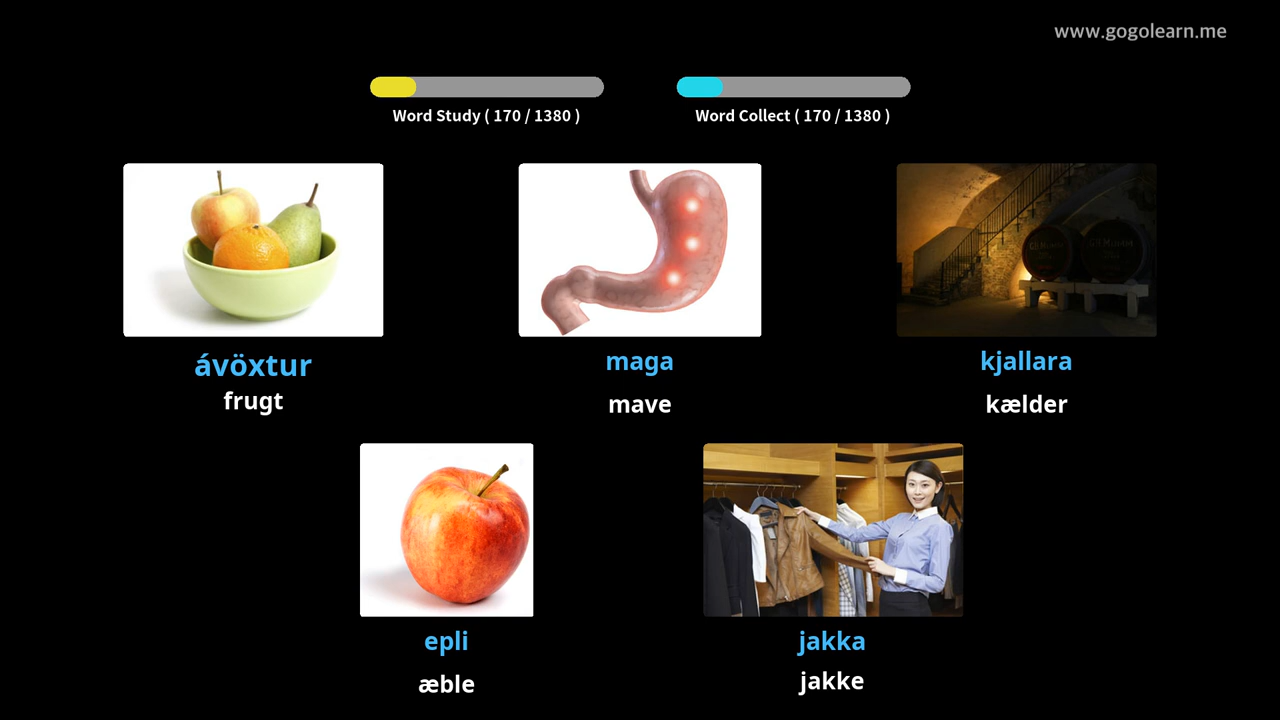 www.gogolearn.me
Word Study ( 170 / 1380 )
Word Collect ( 170 / 1380 )
ávöxtur
frugt
maga
mave
kjallara
kælder
epli
æble
jakka
jakke